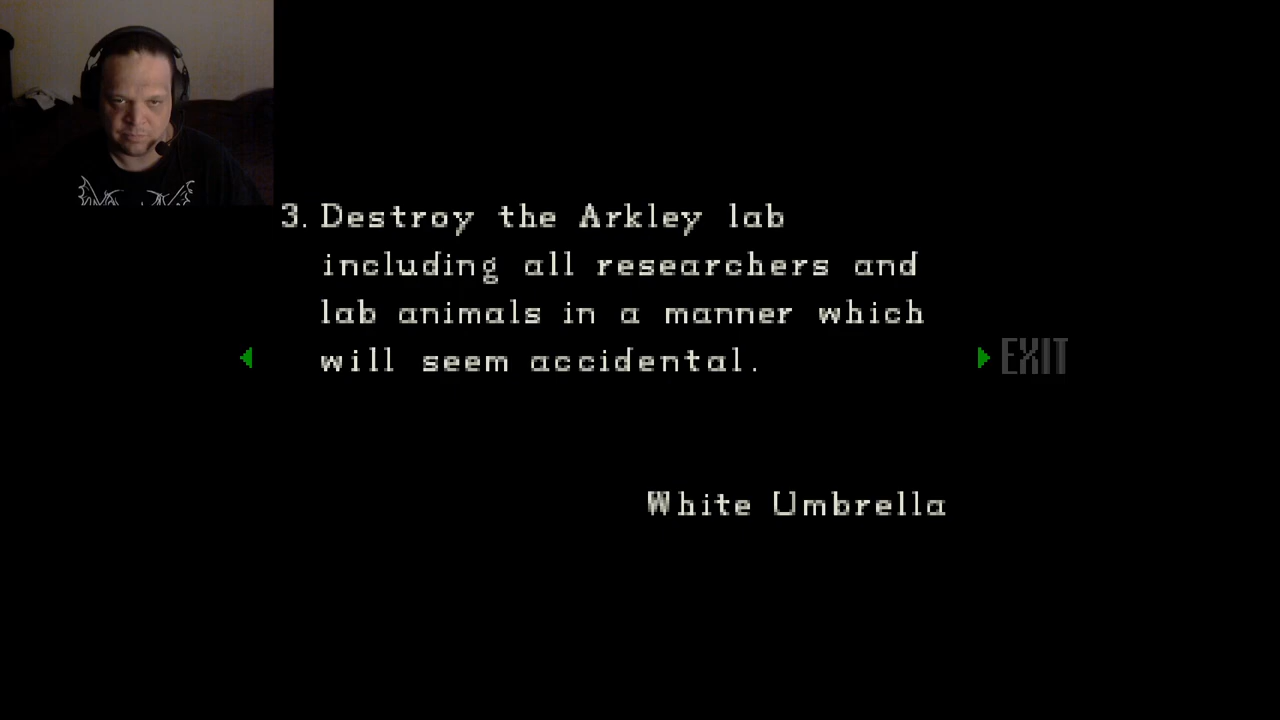 3. Destroy the Arkley lab
including all researchers and
lab animals in a manner which
will seem accidental.
EXIT
White Umbrella